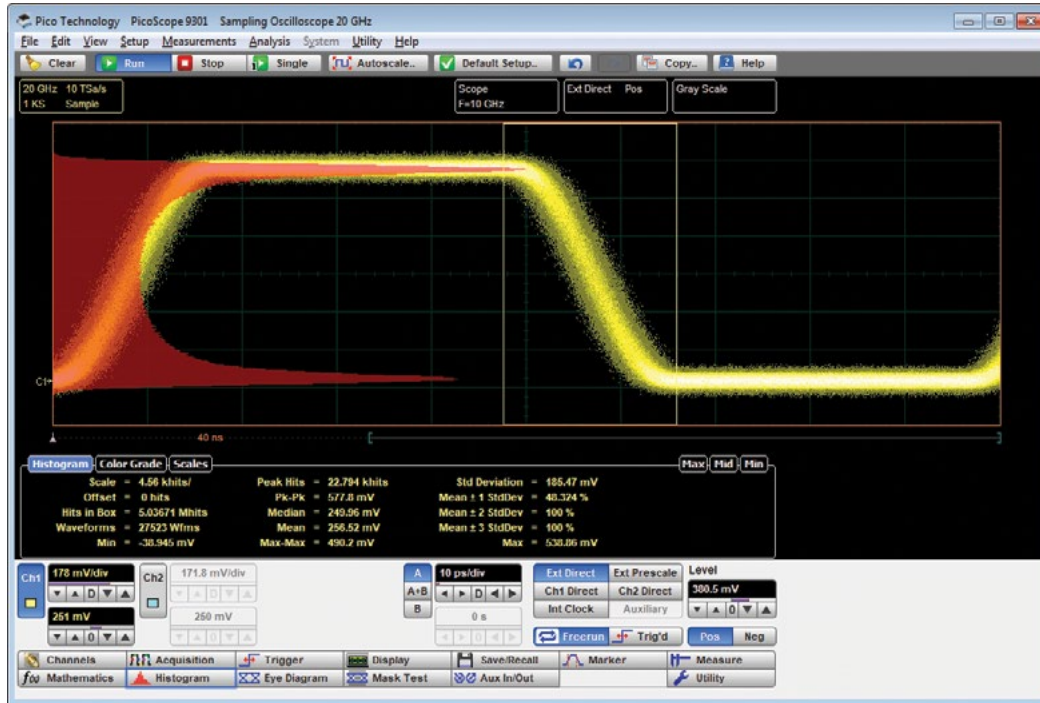 Pico Technology PicoScope 9301 Sampling Oscilloscope 20 GHz
File Edit View Setup Measurements Analysis System Utility Help
Clear Run Stop Single Autoscale.. Default Setup.. Copy.. Help
20 GHz 10 TSa/s
1 KS Sample
Scope
F=10 GHz
Ext Direct Pos
Gray Scale
C1
40 ns
Histogram Color Grade Scales Max Mid Min
Scale = 4.56 khits/ Peak Hits = 22.794 khits Std Deviation = 185.47 mV
Offset = 0 hits Pk-Pk = 577.8 mV Mean ± 1 StdDev = 48.324 %
Hits in Box = 5.03671 Mhits Median = 249.96 mV Mean ± 2 StdDev = 100 %
Waveforms = 27523 Wfms Mean = 256.52 mV Mean ± 3 StdDev = 100 %
Min = -38.945 mV Max-Max = 490.2 mV Max = 538.86 mV
Ch1 178 mV/div Ch2 171.8 mV/div A 10 ps/div Ext Direct Ext Prescale Level
D D A+B D Ch1 Direct Ch2 Direct 380.5 mV
251 mV 260 mV B 0 s Int Clock Auxiliary 0
0 0 0 Freerun Trig'd Pos Neg
Channels Acquisition Trigger Display Save/Recall Marker Measure
Mathematics Histogram Eye Diagram Mask Test Aux In/Out Utility